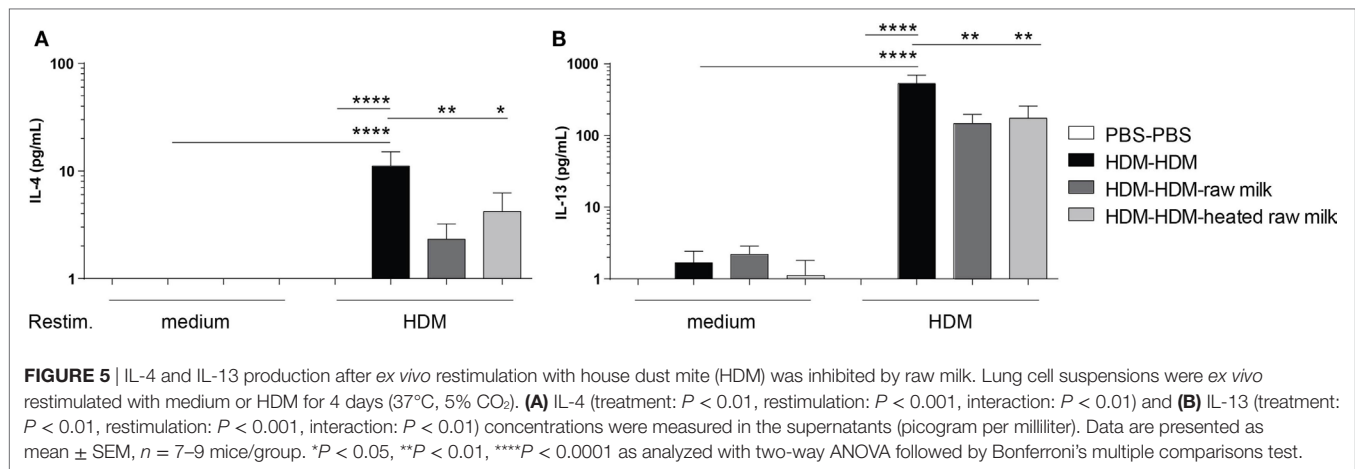 A
B
****
****
**
*
****
****
**
**
100
10
1
IL-4 (pg/mL)
1000
100
10
1
IL-13 (pg/mL)
PBS-PBS
HDM-HDM
HDM-HDM-raw milk
HDM-HDM-heated raw milk
Restim.
medium
HDM
medium
HDM
FIGURE 5 | IL-4 and IL-13 production after ex vivo restimulation with house dust mite (HDM) was inhibited by raw milk. Lung cell suspensions were ex vivo
restimulated with medium or HDM for 4 days (37°C, 5% CO₂). (A) IL-4 (treatment: P < 0.01, restimulation: P < 0.001, interaction: P < 0.01) and (B) IL-13 (treatment:
P < 0.01, restimulation: P < 0.001, interaction: P < 0.01) concentrations were measured in the supernatants (picogram per milliliter). Data are presented as
mean ± SEM, n = 7–9 mice/group. *P < 0.05, **P < 0.01, ****P < 0.0001 as analyzed with two-way ANOVA followed by Bonferroni's multiple comparisons test.